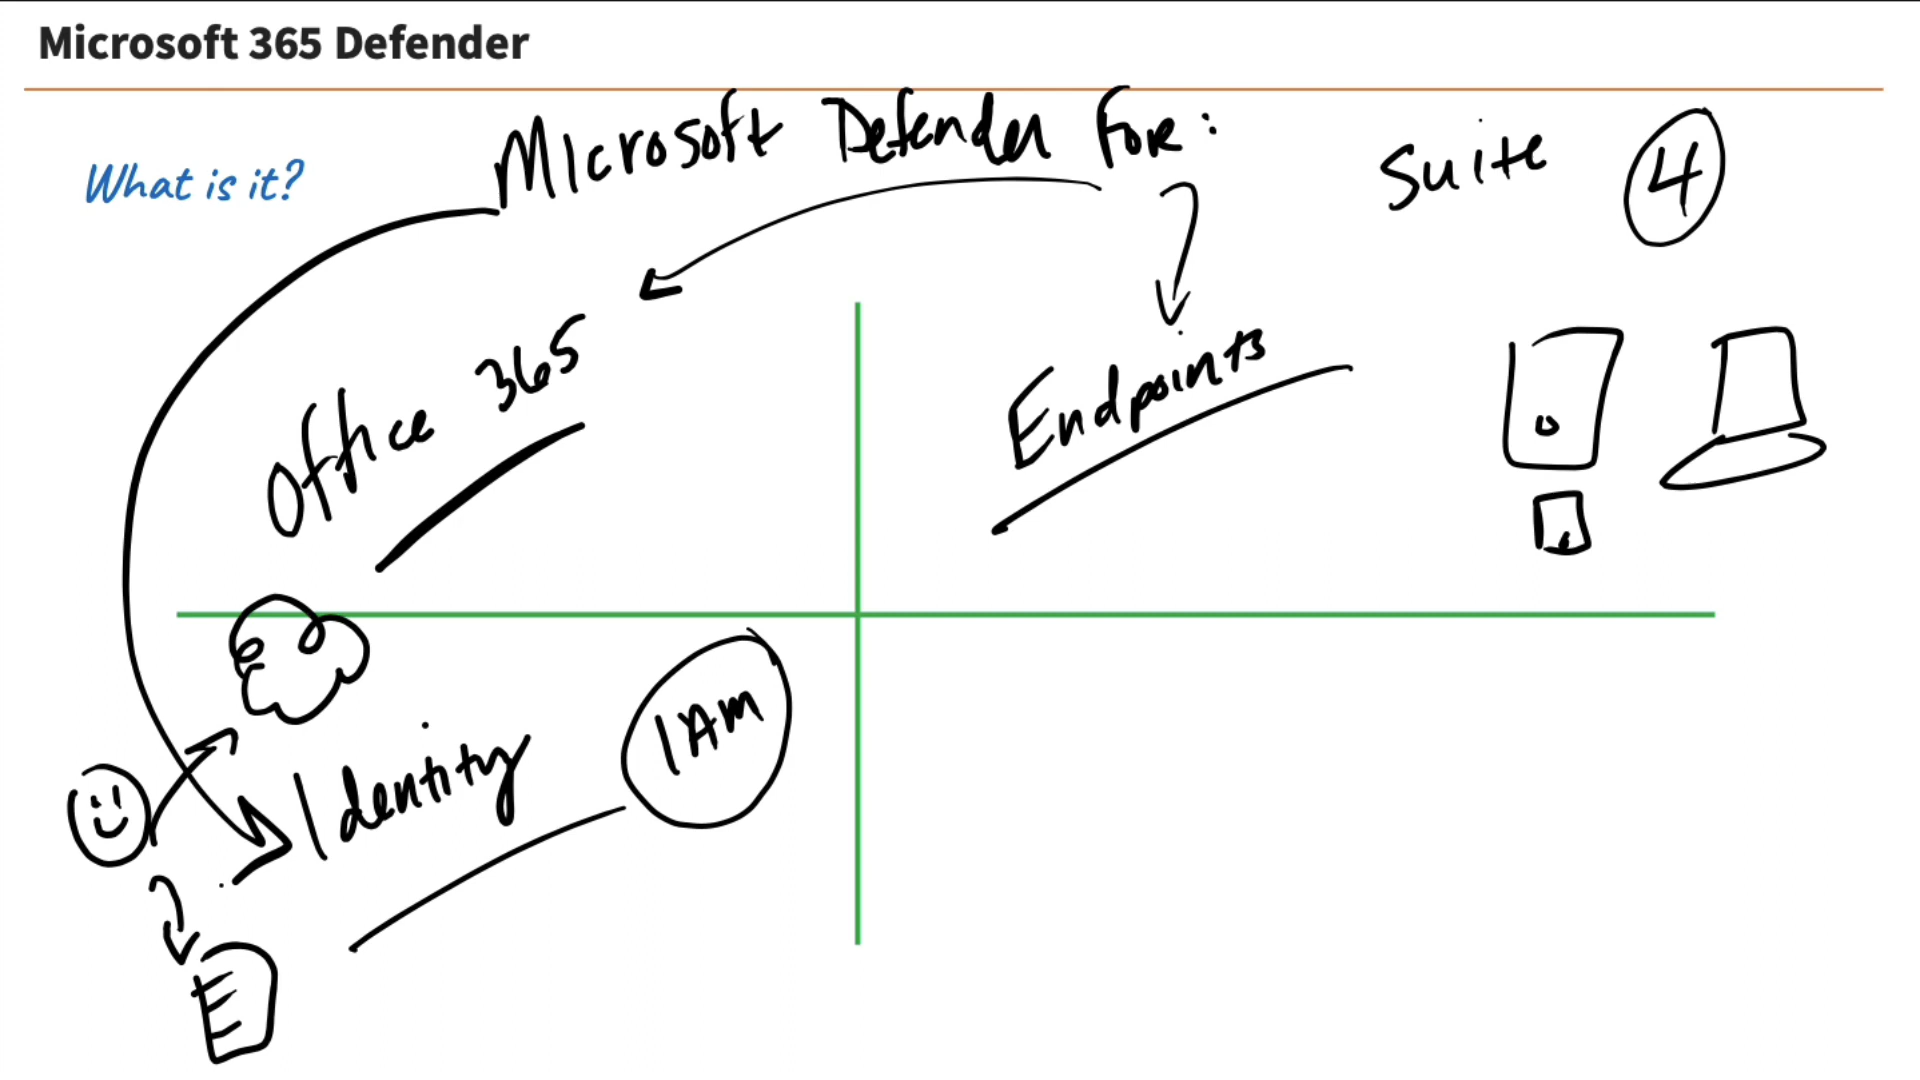 Microsoft 365 Defender
What is it?
Microsoft Defender For:
Suite 4
Office 365
Endpoints
Identity
IAM